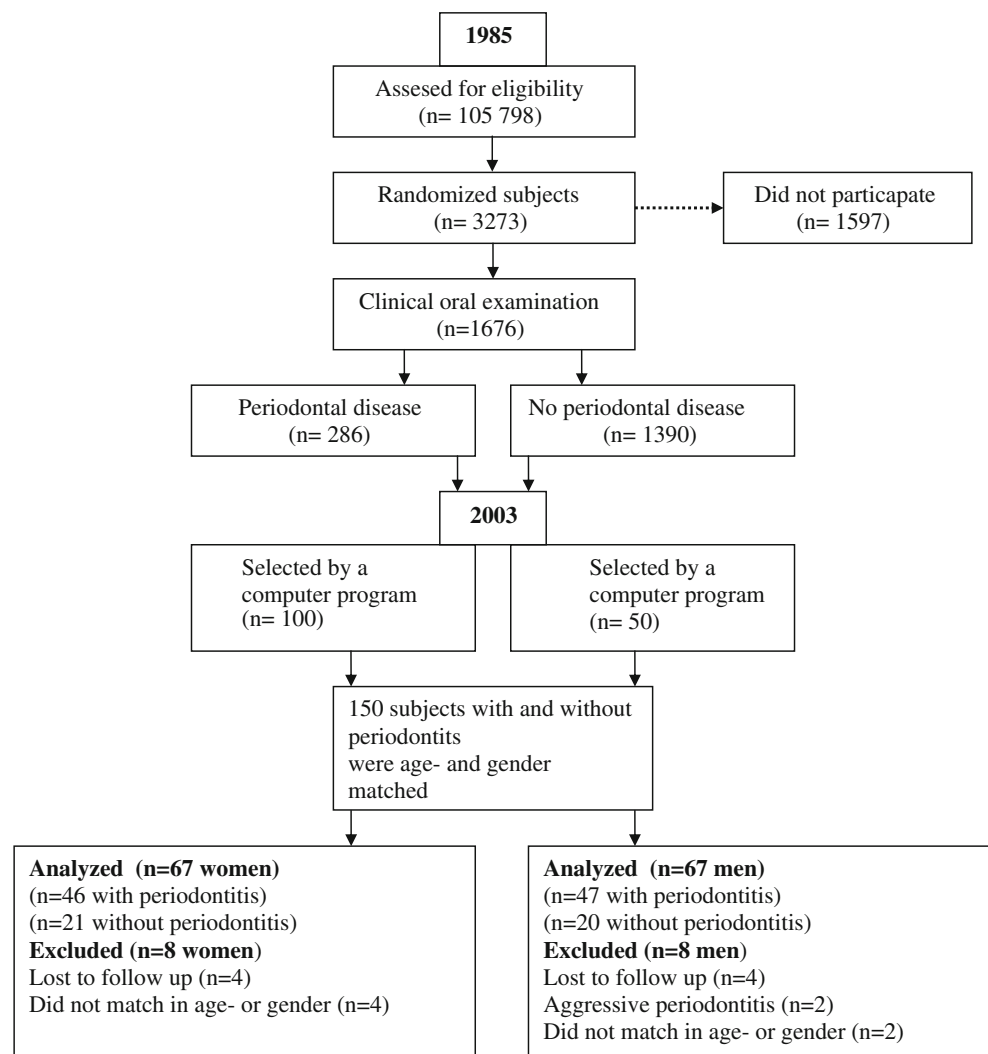 1985
Assesed for eligibility
(n= 105 798)
Randomized subjects
(n= 3273)
Did not particapate
(n= 1597)
Clinical oral examination
(n=1676)
Periodontal disease
(n= 286)
No periodontal disease
(n= 1390)
2003
Selected by a
computer program
(n= 100)
Selected by a
computer program
(n= 50)
150 subjects with and without
periodontits
were age- and gender
matched
Analyzed (n=67 women)
(n=46 with periodontitis)
(n=21 without periodontitis)
Excluded (n=8 women)
Lost to follow up (n=4)
Did not match in age- or gender (n=4)
Analyzed (n=67 men)
(n=47 with periodontitis)
(n=20 without periodontitis)
Excluded (n=8 men)
Lost to follow up (n=4)
Aggressive periodontitis (n=2)
Did not match in age- or gender (n=2)